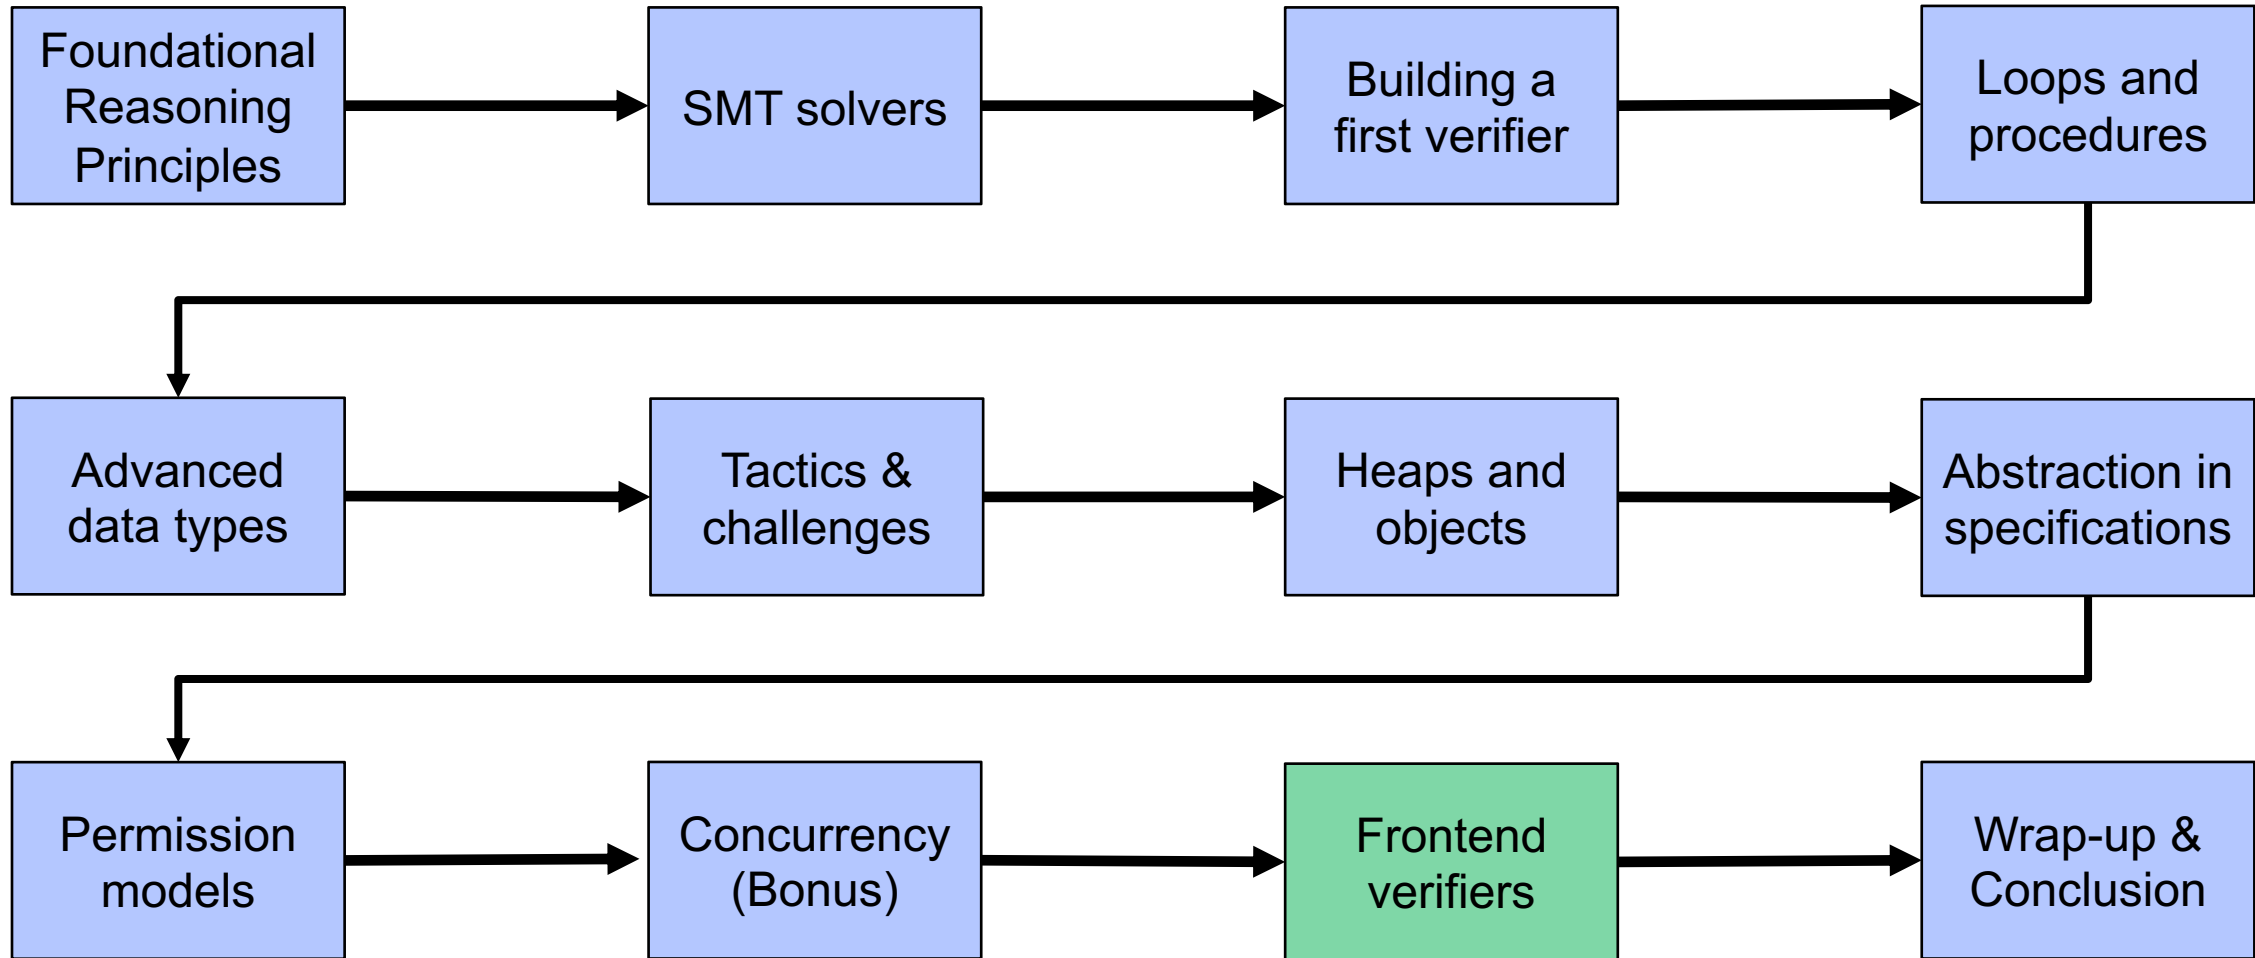 Foundational
Reasoning
Principles
SMT solvers
Building a
first verifier
Loops and
procedures
Advanced
data types
Tactics &
challenges
Heaps and
objects
Abstraction in
specifications
Permission
models
Concurrency
(Bonus)
Frontend
verifiers
Wrap-up &
Conclusion